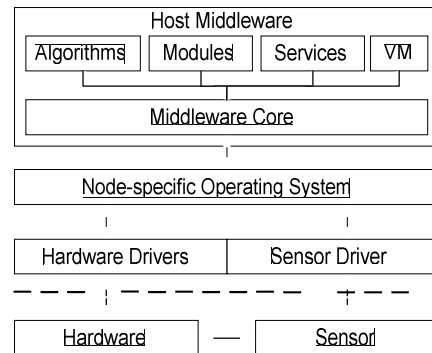 Host Middleware
Algorithms Modules Services VM
Middleware Core
Node-specific Operating System
Hardware Drivers Sensor Driver
Hardware Sensor